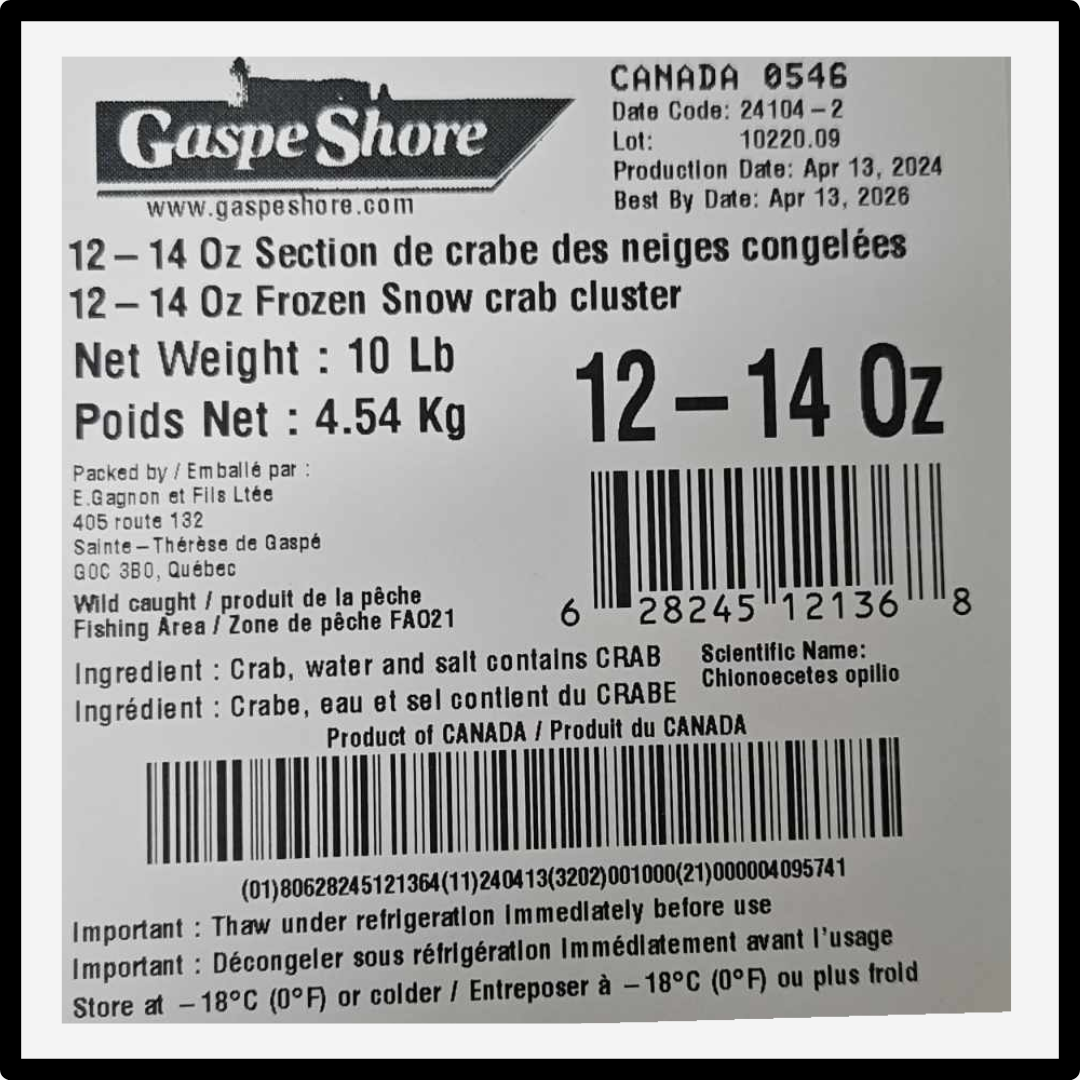 Gaspe Shore
www.gaspeshore.com
CANADA 0546
Date Code: 24104-2
Lot: 10220.09
Production Date: Apr 13, 2024
Best By Date: Apr 13, 2026
12-14 Oz Section de crabe des neiges congelées
12-14 Oz Frozen Snow crab cluster
Net Weight : 10 Lb
Poids Net : 4.54 Kg
12-14 Oz
Packed by / Emballé par :
E.Gagnon et Fils Ltée
405 route 132
Sainte-Thérèse de Gaspé
G0C 3B0, Québec
Wild caught / produit de la pêche
Fishing Area / Zone de pêche FAO21
6 28245 12136 8
Ingredient : Crab, water and salt contains CRAB
Ingrédient : Crabe, eau et sel contient du CRABE
Scientific Name:
Chionoecetes opilio
Product of CANADA / Produit du CANADA
(01)80628245121364(11)240413(3202)001000(21)000004095741
Important : Thaw under refrigeration Immediately before use
Important : Décongeler sous réfrigération Immédiatement avant l'usage
Store at -18°C (0°F) or colder / Entreposer à -18°C (0°F) ou plus froid